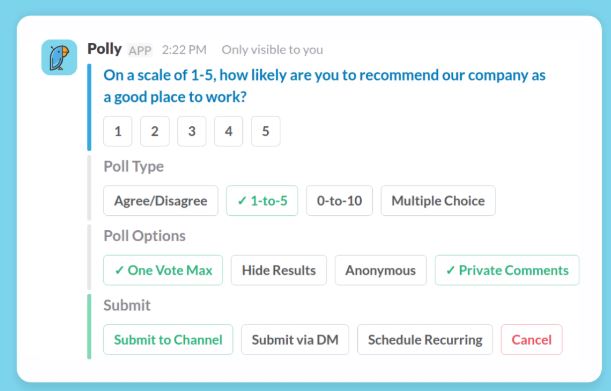 Polly APP 2:22 PM Only visible to you
On a scale of 1-5, how likely are you to recommend our company as
a good place to work?
1 2 3 4 5
Poll Type
Agree/Disagree ✓ 1-to-5 0-to-10 Multiple Choice
Poll Options
✓ One Vote Max Hide Results Anonymous ✓ Private Comments
Submit
Submit to Channel Submit via DM Schedule Recurring Cancel